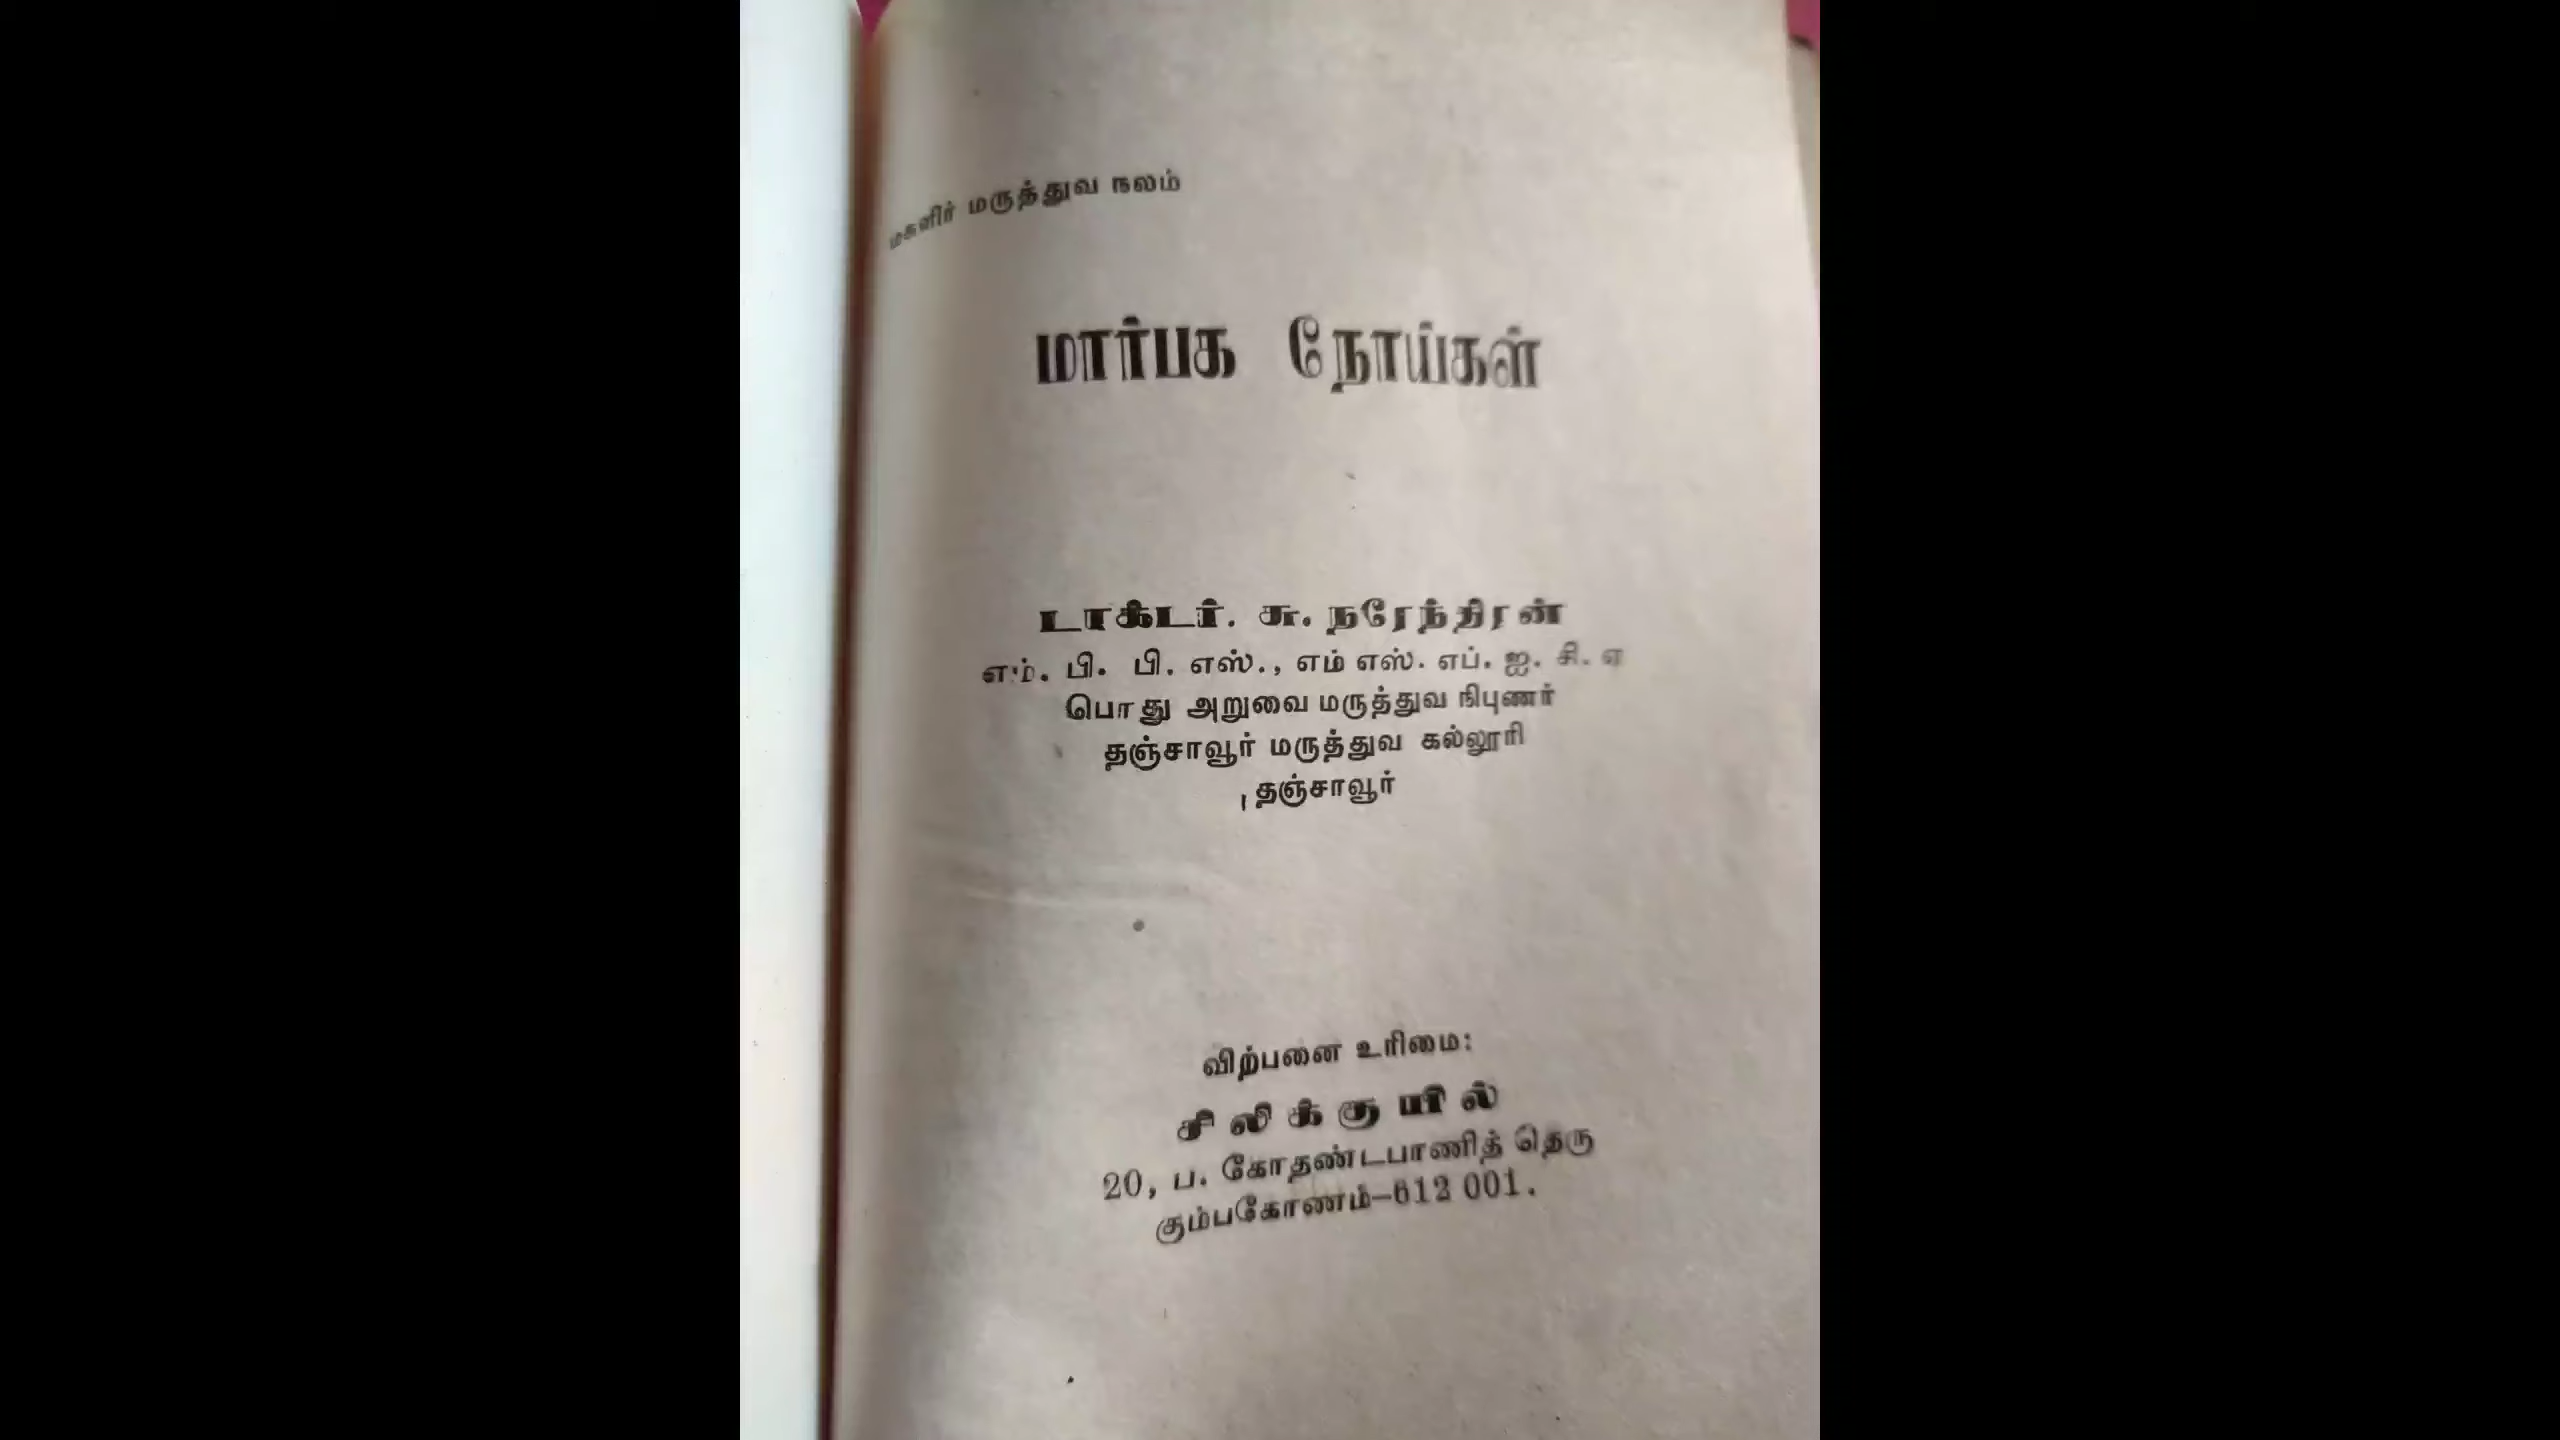 மகளிர் மருத்துவ நலம்
மார்பக நோய்கள்
டாக்டர். சு. நரேந்திரன்
எம். பி. பி. எஸ்., எம் எஸ். எப். ஐ. சி. ஏ
பொது அறுவை மருத்துவ நிபுணர்
தஞ்சாவூர் மருத்துவ கல்லூரி
தஞ்சாவூர்
விற்பனை உரிமை:
சிலிக்குயில்
20, ப. கோதண்டபாணித் தெரு
கும்பகோணம்–612 001.